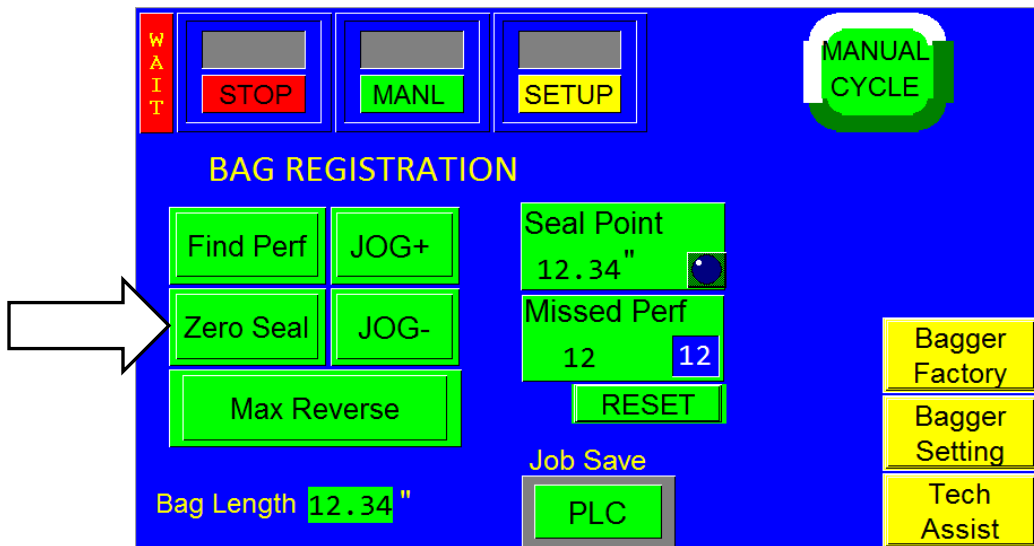 WAIT
STOP
MANL
SETUP
MANUAL
CYCLE
BAG REGISTRATION
Find Perf
JOG+
Seal Point
12.34"
Zero Seal
JOG-
Missed Perf
12
12
Max Reverse
RESET
Bagger
Factory
Bagger
Setting
Job Save
Bag Length 12.34 "
PLC
Tech
Assist